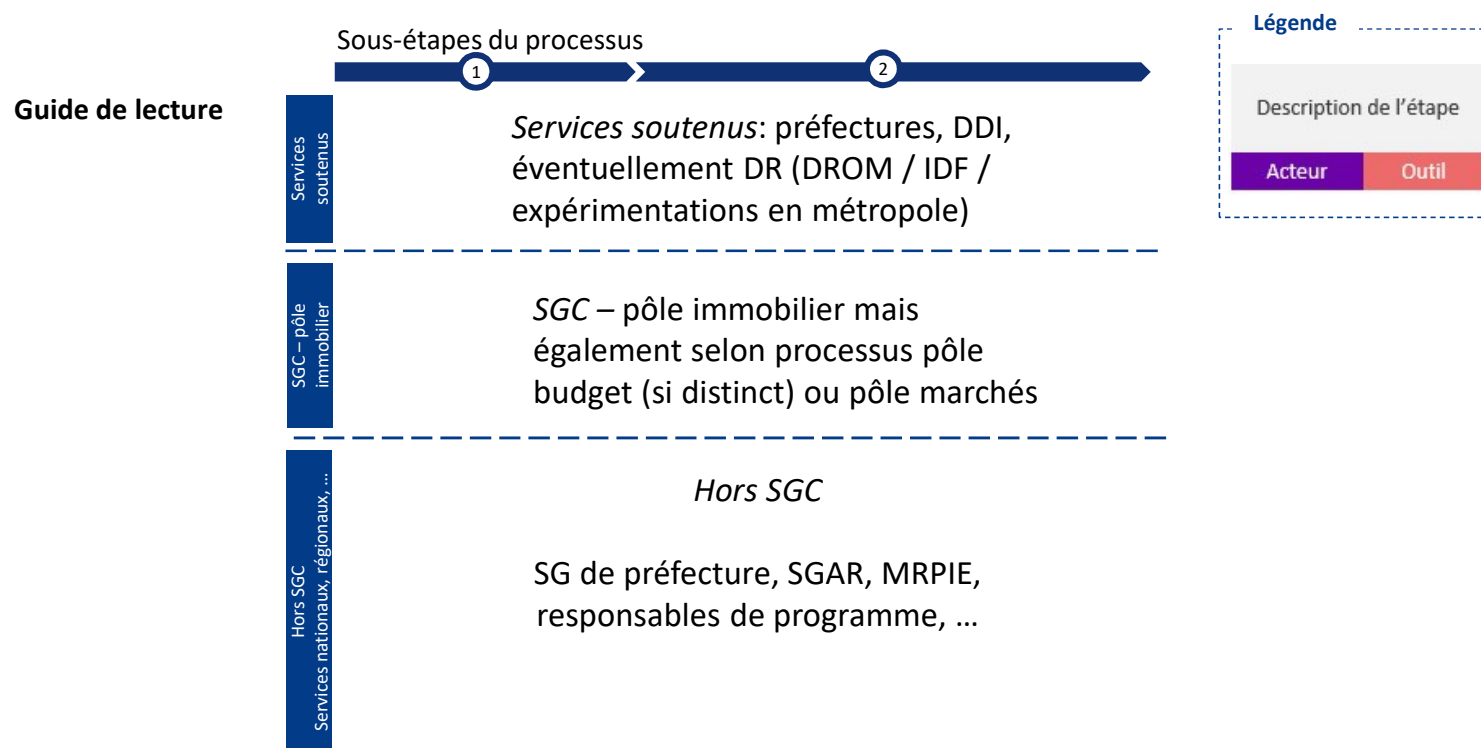 Guide de lecture
Sous-étapes du processus
1
2
Services
soutenus
Services soutenus: préfectures, DDI,
éventuellement DR (DROM / IDF /
expérimentations en métropole)
SGC – pôle
immobilier
SGC – pôle immobilier mais
également selon processus pôle
budget (si distinct) ou pôle marchés
Hors SGC
Services nationaux, régionaux, ...
Hors SGC
SG de préfecture, SGAR, MRPIE,
responsables de programme, ...
Légende
Description de l'étape
Acteur
Outil